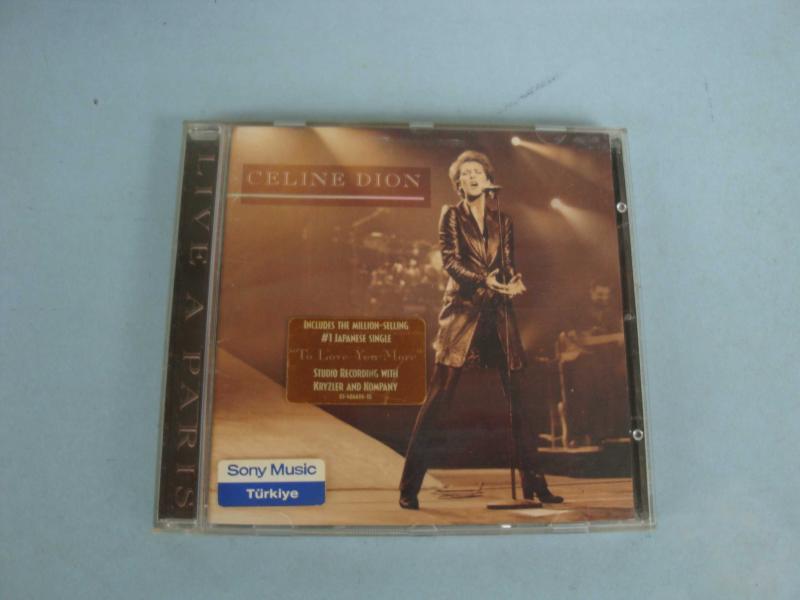 LIVE A PARIS
CELINE DION
INCLUDES THE MILLION-SELLING
#1 JAPANESE SINGLE
"To Love You More"
STUDIO RECORDING WITH
KRYZLER AND KOMPANY
Sony Music
Türkiye